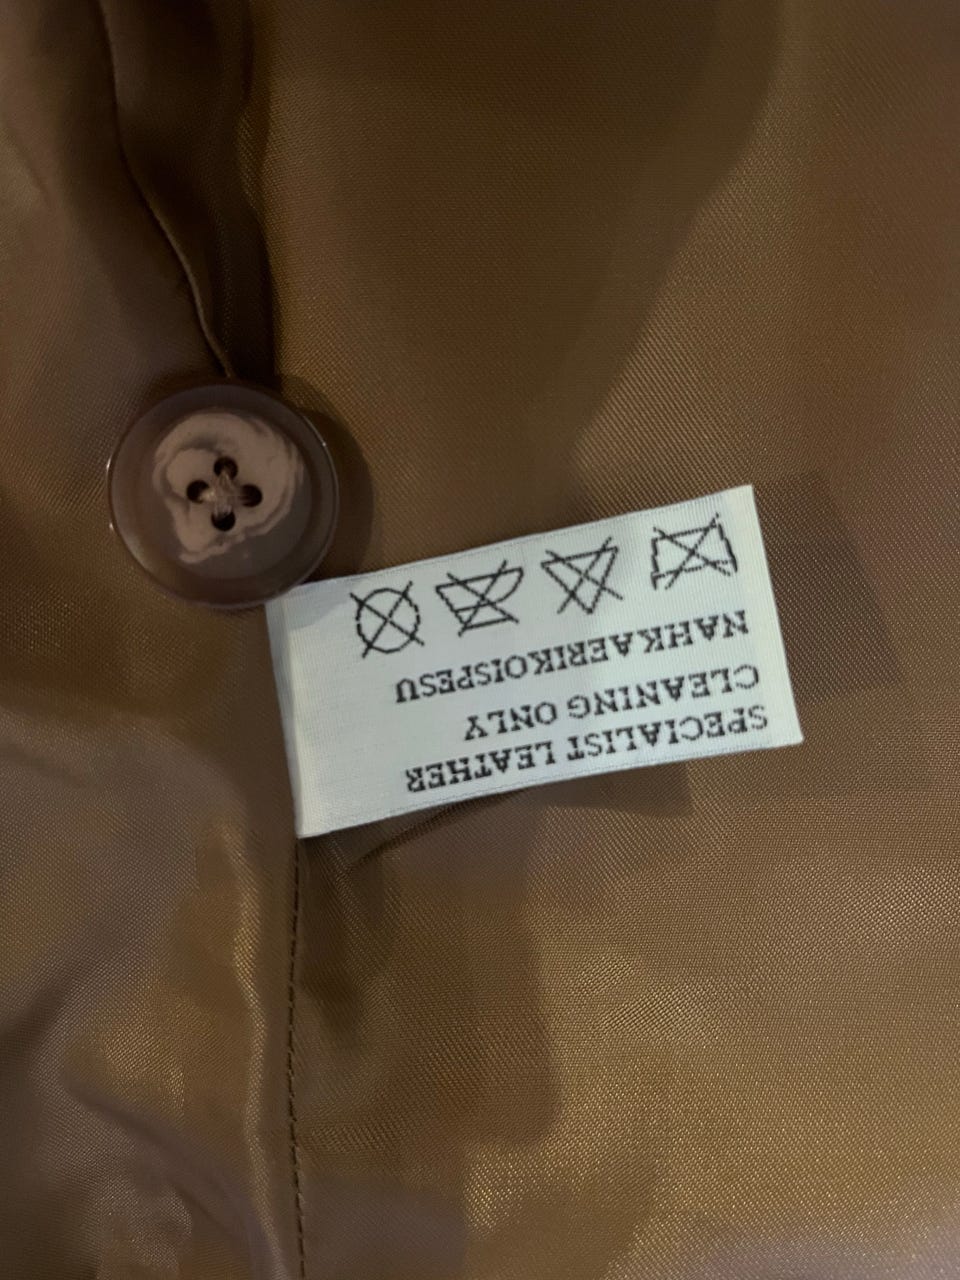 SPECIALIST LEATHER
CLEANING ONLY
NAHKAERIKOISPESU